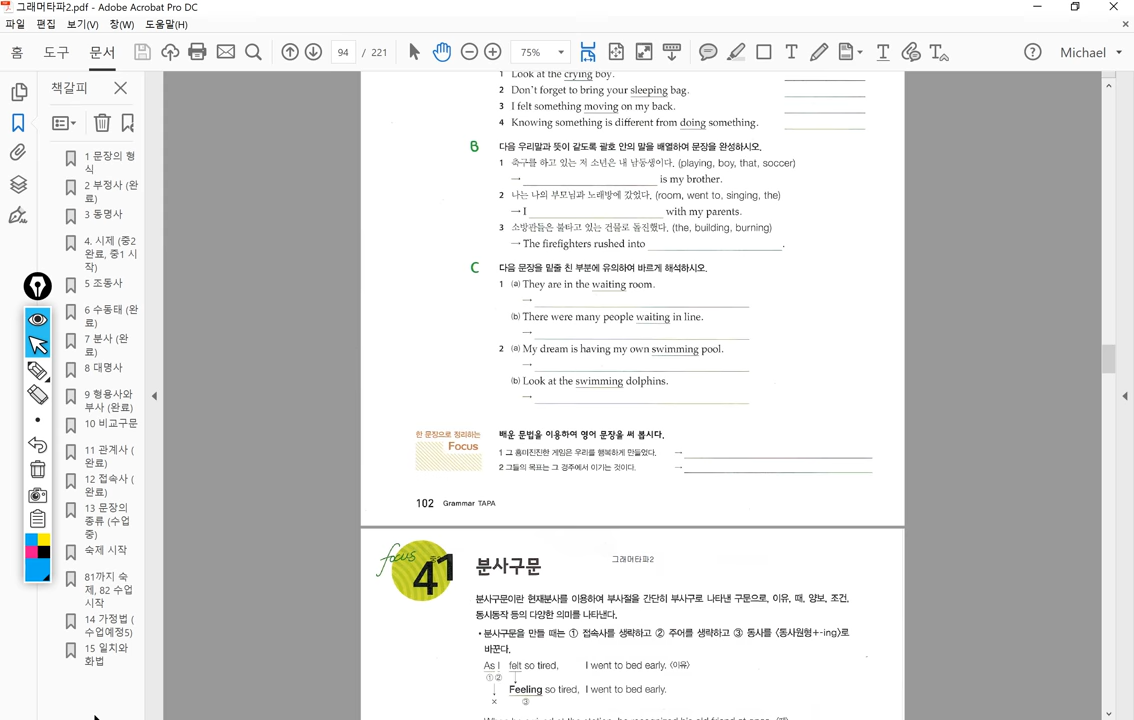 그래머타파2.pdf - Adobe Acrobat Pro DC
파일 편집 보기(V) 창(W) 도움말(H)
홈 도구 문서
94 / 221
75%
Michael
책갈피
1 문장의 형
식
2 부정사 (완
료)
3 동명사
4. 시제 (중2
완료, 중1 시
작)
5 조동사
6 수동태 (완
료)
7 분사 (완
료)
8 대명사
9 형용사와
부사 (완료)
10 비교구문
11 관계사 (
완료)
12 접속사 (
완료)
13 문장의
종류 (수업
중)
숙제 시작
81까지 숙
제, 82 수업
시작
14 가정법 (
수업예정5)
15 일치와
화법
1 Look at the crying boy.
2 Don't forget to bring your sleeping bag.
3 I felt something moving on my back.
4 Knowing something is different from doing something.
B 다음 우리말과 뜻이 같도록 괄호 안의 말을 배열하여 문장을 완성하시오.
1 축구를 하고 있는 저 소년은 내 남동생이다. (playing, boy, that, soccer)
→ is my brother.
2 나는 나의 부모님과 노래방에 갔었다. (room, went to, singing, the)
→ I with my parents.
3 소방관들은 불타고 있는 건물로 돌진했다. (the, building, burning)
→ The firefighters rushed into .
C 다음 문장을 밑줄 친 부분에 유의하여 바르게 해석하시오.
1 (a) They are in the waiting room.
→
(b) There were many people waiting in line.
→
2 (a) My dream is having my own swimming pool.
→
(b) Look at the swimming dolphins.
→
한 문장으로 정리하는
FOCUS
배운 문법을 이용하여 영어 문장을 써 봅시다.
1 그 흥미진진한 게임은 우리를 행복하게 만들었다. →
2 그들의 목표는 그 경주에서 이기는 것이다. →
102 Grammar TAPA
focus
41 분사구문 그래머타파2
분사구문이란 현재분사를 이용하여 부사절을 간단히 부사구로 나타낸 구문으로, 이유, 때, 양보, 조건,
동시동작 등의 다양한 의미를 나타낸다.
• 분사구문을 만들 때는 ① 접속사를 생략하고 ② 주어를 생략하고 ③ 동사를 〈동사원형+-ing〉로
바꾼다.
As I felt so tired, I went to bed early. 〈이유〉
①②
↓ ↓
Feeling so tired, I went to bed early.
× ③